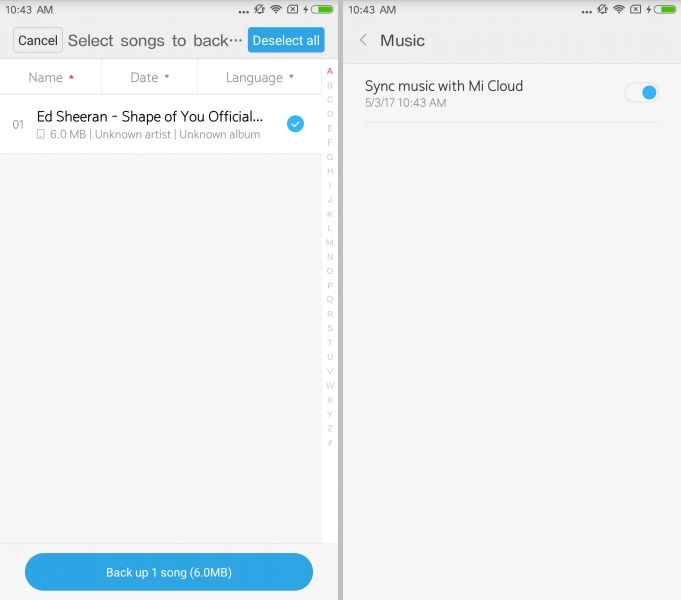 10:43 AM
Cancel Select songs to back··· Deselect all
Name Date Language
01
Ed Sheeran - Shape of You Official...
6.0 MB | Unknown artist | Unknown album
A
B
C
D
E
F
G
H
I
J
K
L
M
N
O
P
Q
R
S
T
U
V
W
X
Y
Z
#
Back up 1 song (6.0MB)
10:43 AM
Music
Sync music with Mi Cloud
5/3/17 10:43 AM